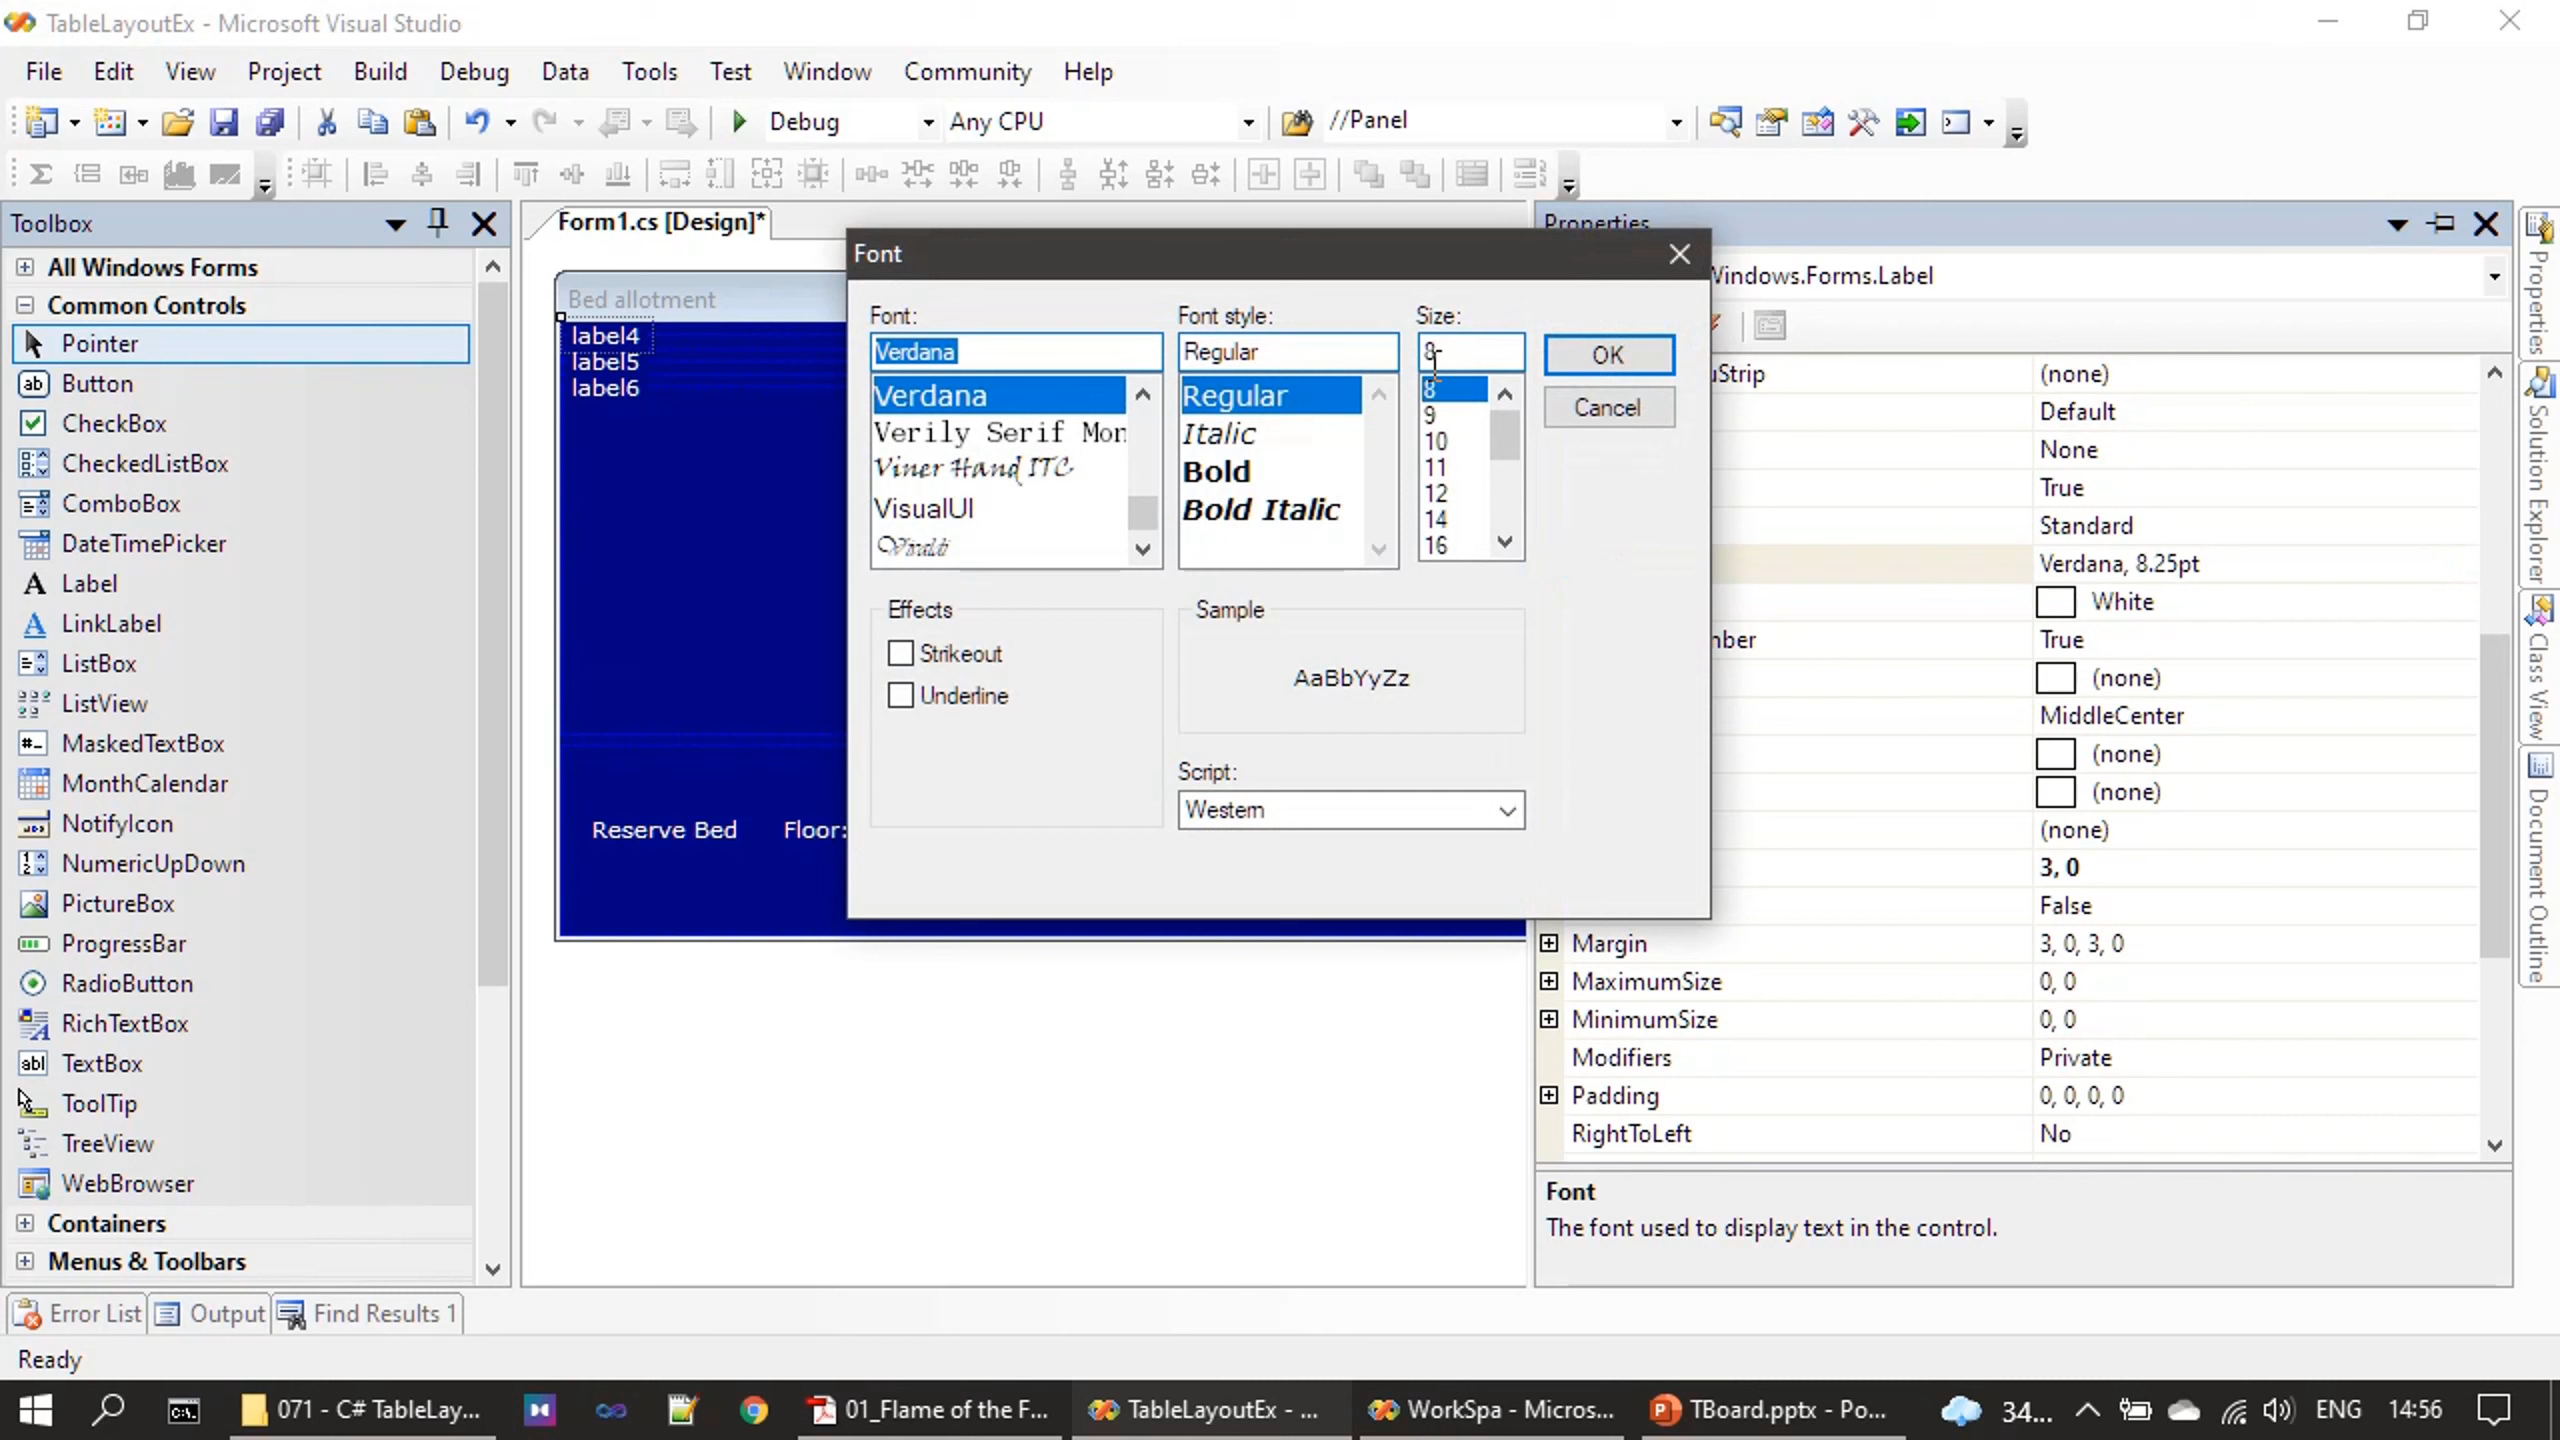 TableLayoutEx - Microsoft Visual Studio
File Edit View Project Build Debug Data Tools Test Window Community Help
Debug Any CPU //Panel
Toolbox
All Windows Forms
Common Controls
Pointer
Button
CheckBox
CheckedListBox
ComboBox
DateTimePicker
Label
LinkLabel
ListBox
ListView
MaskedTextBox
MonthCalendar
NotifyIcon
NumericUpDown
PictureBox
ProgressBar
RadioButton
RichTextBox
TextBox
ToolTip
TreeView
WebBrowser
Containers
Menus & Toolbars
Form1.cs [Design]*
Bed allotment
label4
label5
label6
Reserve Bed Floor:
Font
Font: Font style: Size:
Verdana Regular 8
OK
Cancel
Verdana
Verily Serif Mon
Viner Hand ITC
VisualUI
Vivaldi
Regular
Italic
Bold
Bold Italic
8
9
10
11
12
14
16
Effects
Strikeout
Underline
Sample
AaBbYyZz
Script:
Western
Properties
Windows.Forms.Label
uStrip (none)
Default
None
True
Standard
Verdana, 8.25pt
White
nber True
(none)
MiddleCenter
(none)
(none)
(none)
3, 0
False
Margin 3, 0, 3, 0
MaximumSize 0, 0
MinimumSize 0, 0
Modifiers Private
Padding 0, 0, 0, 0
RightToLeft No
Font
The font used to display text in the control.
Properties
Solution Explorer
Class View
Document Outline
Error List Output Find Results 1
Ready
071 - C# TableLay... 01_Flame of the F... TableLayoutEx - ... WorkSpa - Micros... TBoard.pptx - Po... 34... ENG 14:56